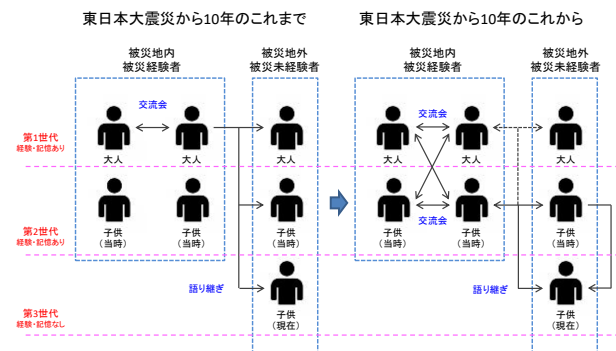 東日本大震災から10年のこれまで
東日本大震災から10年のこれから
被災地内
被災経験者
被災地外
被災未経験者
被災地内
被災経験者
被災地外
被災未経験者
交流会
交流会
第1世代
経験・記憶あり
大人
大人
大人
大人
大人
大人
第2世代
経験・記憶あり
子供
(当時)
子供
(当時)
子供
(当時)
交流会
子供
(当時)
子供
(当時)
子供
(当時)
語り継ぎ
語り継ぎ
第3世代
経験・記憶なし
子供
(現在)
子供
(現在)